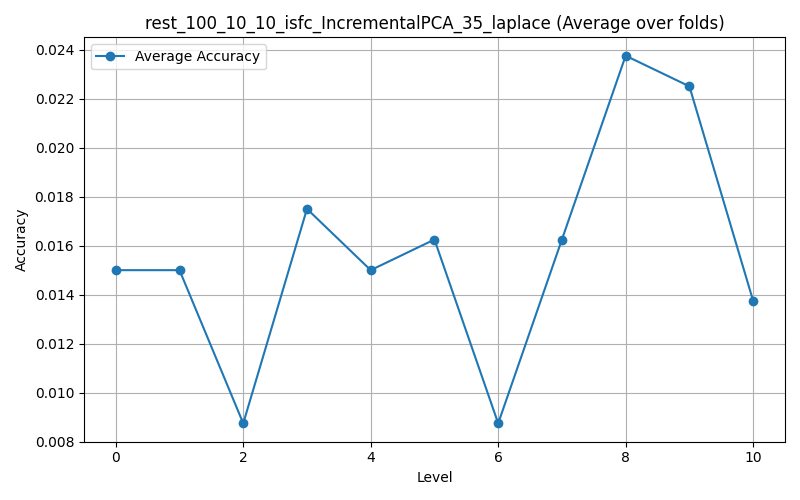 rest_100_10_10_isfc_IncrementalPCA_35_laplace (Average over folds)
Average Accuracy
Accuracy
0.024
0.022
0.020
0.018
0.016
0.014
0.012
0.010
0.008
0 2 4 6 8 10
Level